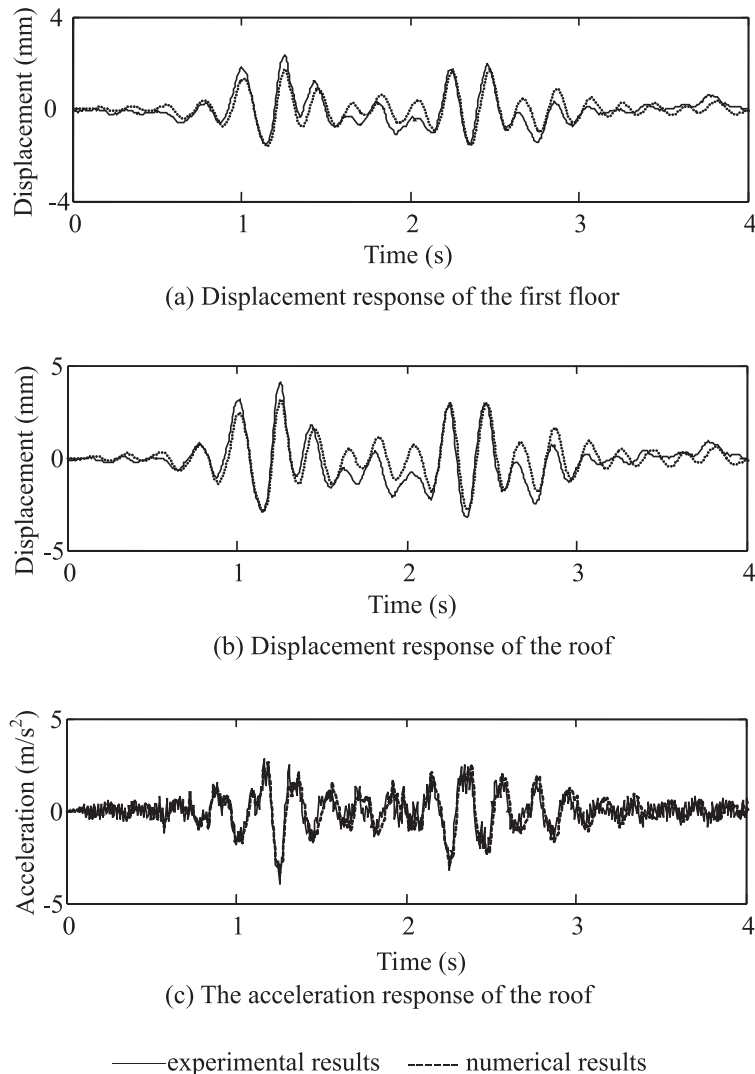 4
Displacement (mm)
0
-4
0 1 2 3 4
Time (s)
(a) Displacement response of the first floor
5
Displacement (mm)
0
-5
0 1 2 3 4
Time (s)
(b) Displacement response of the roof
5
Acceleration (m/s²)
0
-5
0 1 2 3 4
Time (s)
(c) The acceleration response of the roof
experimental results numerical results